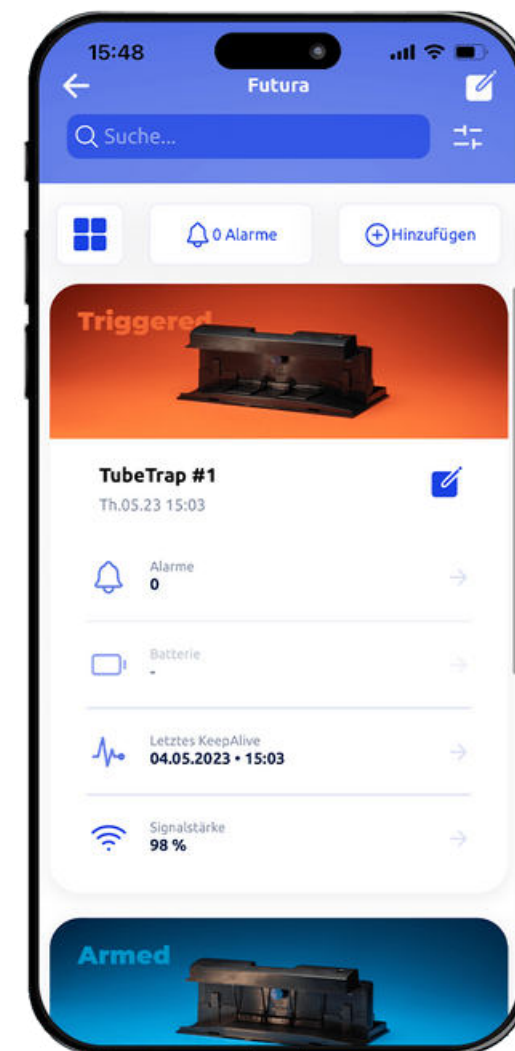 15:48
Futura
Suche...
0 Alarme
Hinzufügen
Triggered
TubeTrap #1
Th.05.23 15:03
Alarme
0
Batterie
-
Letztes KeepAlive
04.05.2023 • 15:03
Signalstärke
98 %
Armed